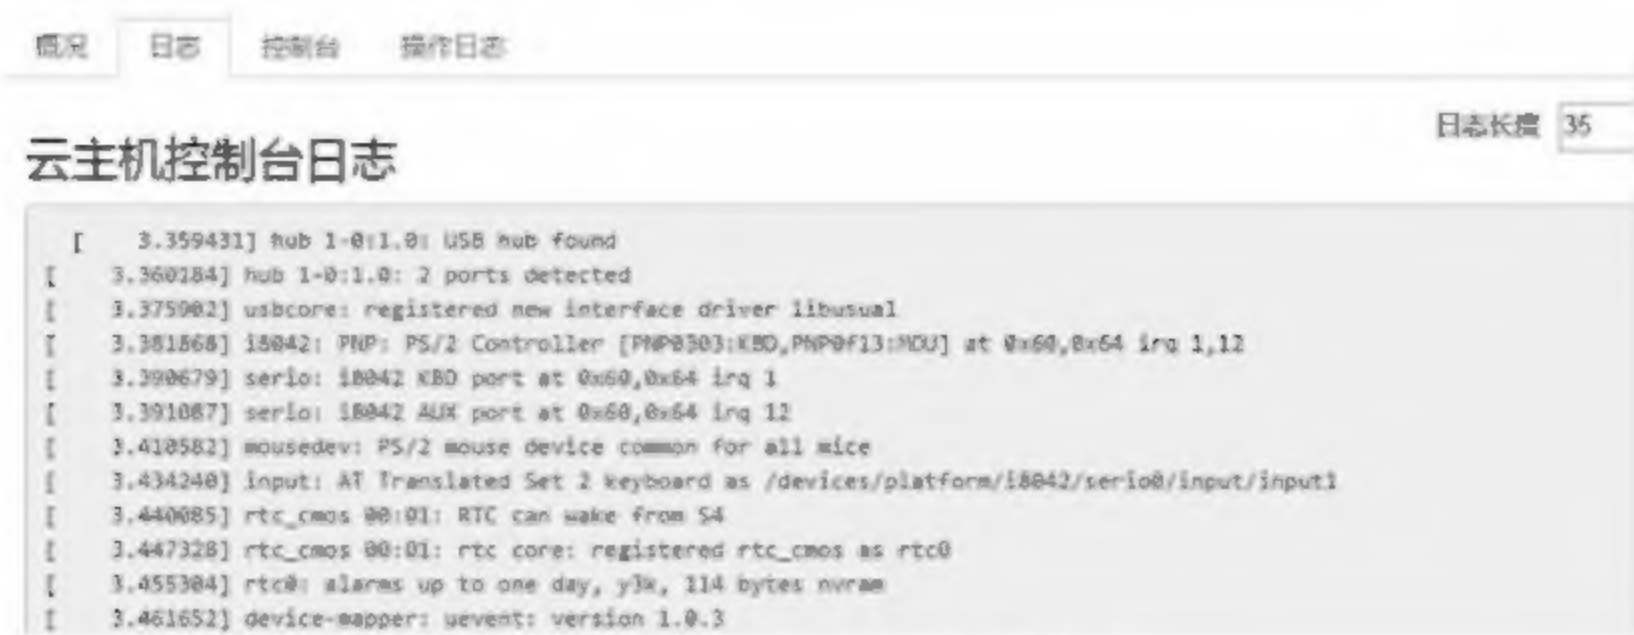 概况 日志 控制台 操作日志
日志长度 35
云主机控制台日志
[ 3.359431] hub 1-0:1.0: USB hub found
[ 3.360184] hub 1-0:1.0: 2 ports detected
[ 3.375902] usbcore: registered new interface driver libusual
[ 3.381868] i8042: PNP: PS/2 Controller [PNP0303:KBD,PNP0f13:MOU] at 0x60,0x64 irq 1,12
[ 3.390679] serio: i8042 KBD port at 0x60,0x64 irq 1
[ 3.391087] serio: i8042 AUX port at 0x60,0x64 irq 12
[ 3.410582] mousedev: PS/2 mouse device common for all mice
[ 3.434240] input: AT Translated Set 2 keyboard as /devices/platform/i8042/serio0/input/input1
[ 3.440085] rtc_cmos 00:01: RTC can wake from S4
[ 3.447328] rtc_cmos 00:01: rtc core: registered rtc_cmos as rtc0
[ 3.455304] rtc0: alarms up to one day, y3k, 114 bytes nvram
[ 3.461652] device-mapper: uevent: version 1.0.3